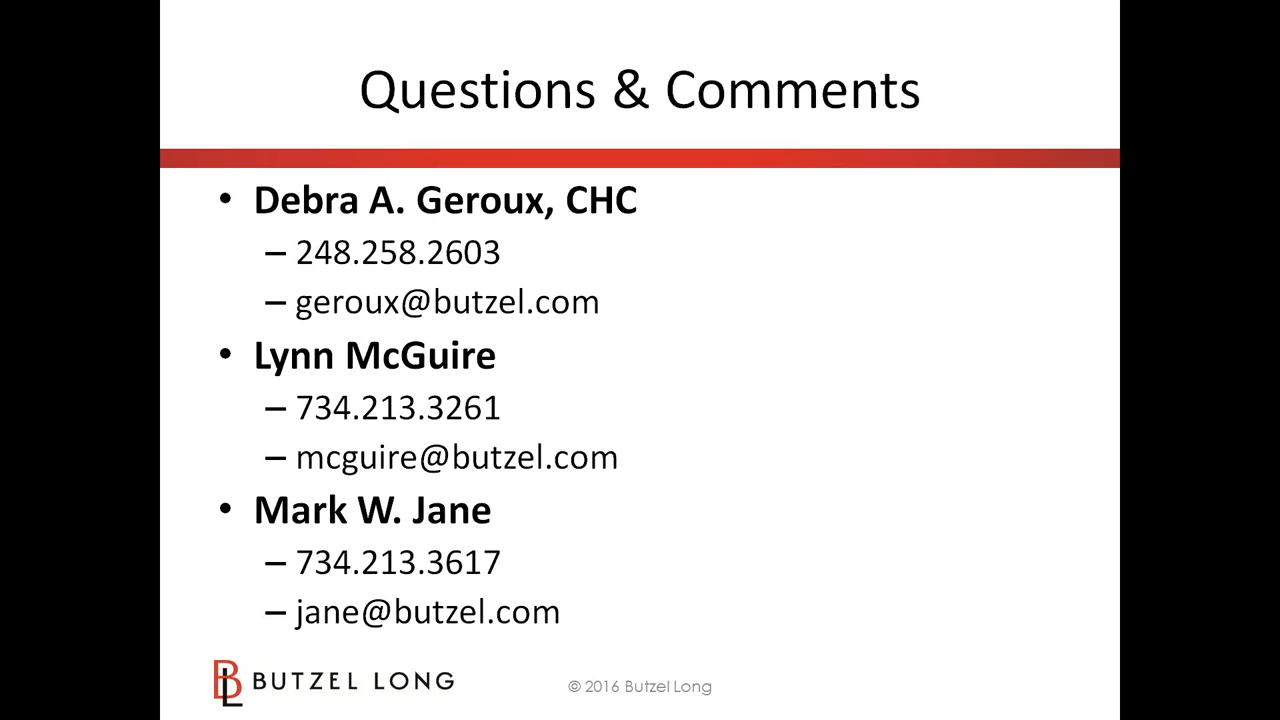 Questions & Comments
• Debra A. Geroux, CHC
– 248.258.2603
– geroux@butzel.com
• Lynn McGuire
– 734.213.3261
– mcguire@butzel.com
• Mark W. Jane
– 734.213.3617
– jane@butzel.com
BL BUTZEL LONG
© 2016 Butzel Long